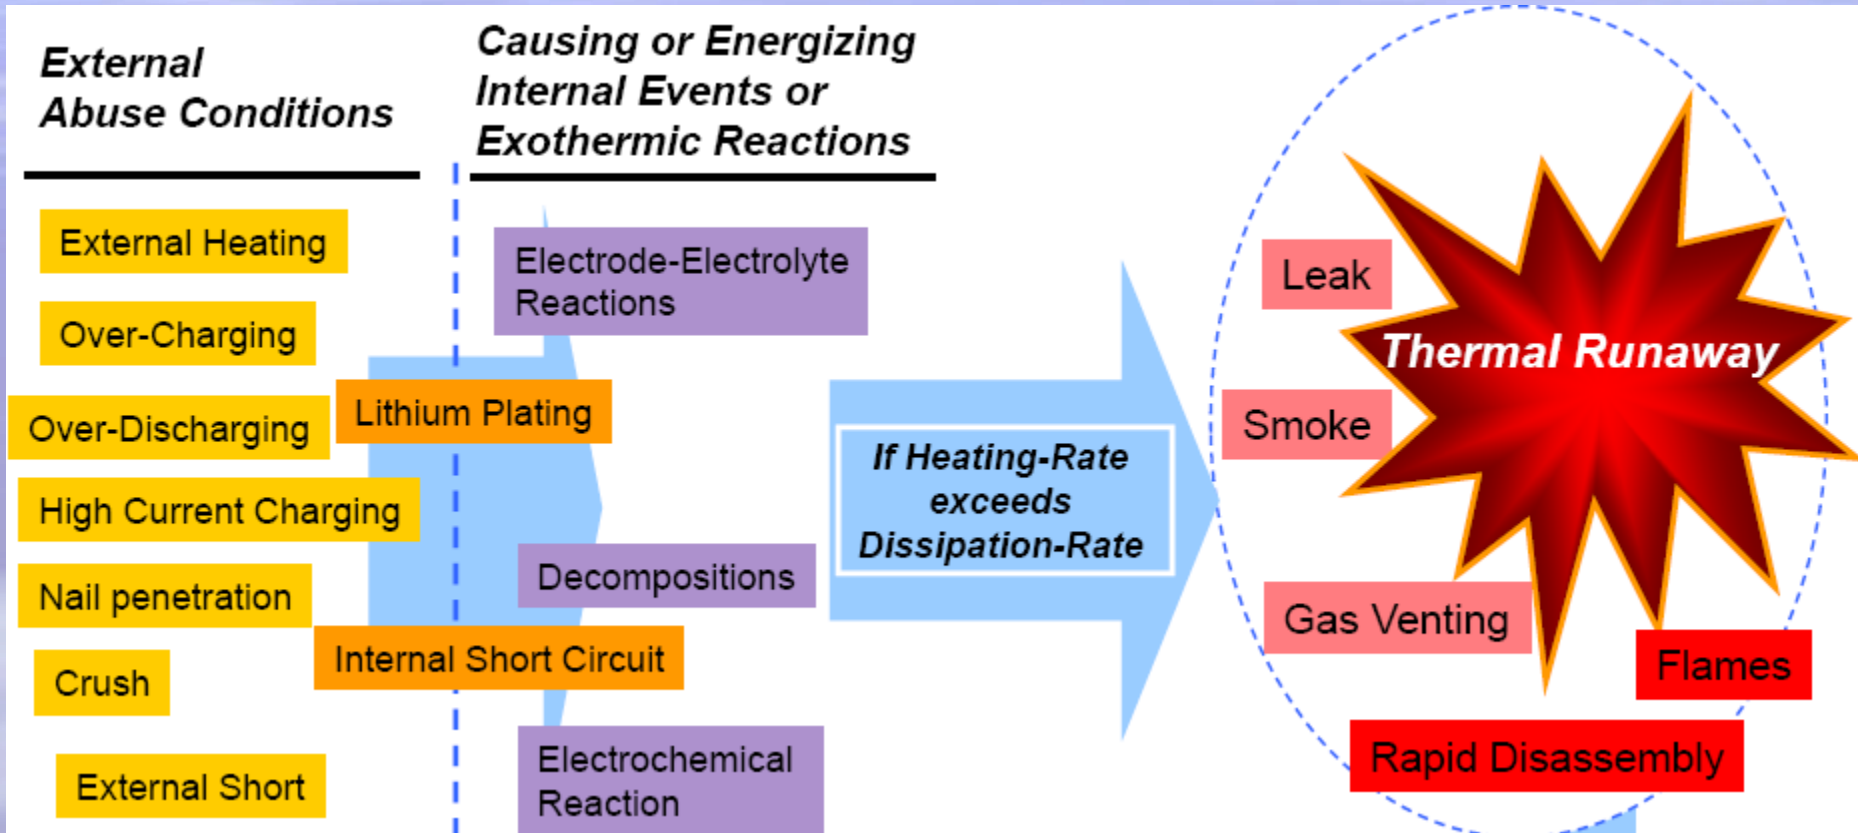 External
Abuse Conditions
Causing or Energizing
Internal Events or
Exothermic Reactions
External Heating
Over-Charging
Over-Discharging
High Current Charging
Nail penetration
Crush
External Short
Lithium Plating
Internal Short Circuit
Electrode-Electrolyte
Reactions
Decompositions
Electrochemical
Reaction
If Heating-Rate
exceeds
Dissipation-Rate
Leak
Thermal Runaway
Smoke
Gas Venting
Flames
Rapid Disassembly